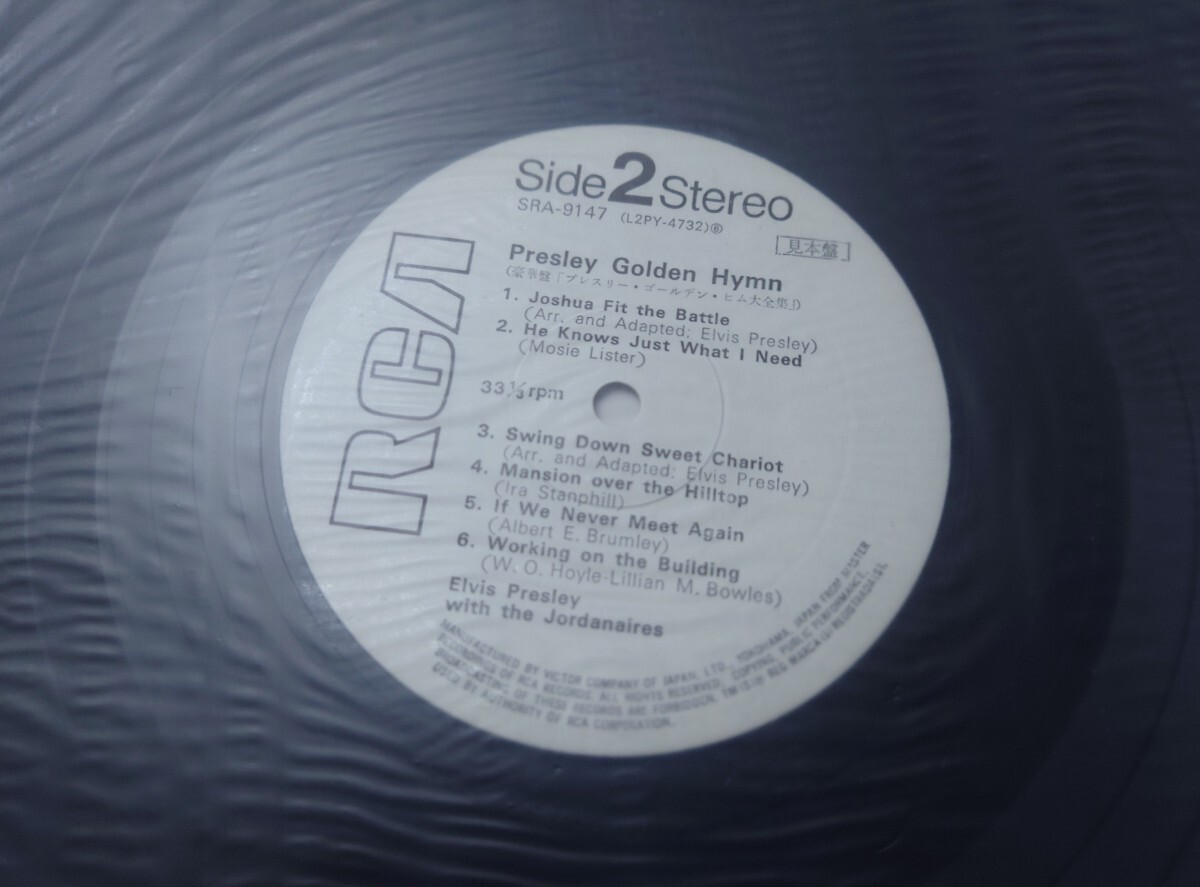 Side 2 Stereo
SRA-9147 (L2PY-4732)Ⓑ
見本盤
Presley Golden Hymn
(豪華盤「プレスリー・ゴールデン・ヒム大全集」)
1. Joshua Fit the Battle
(Arr. and Adapted: Elvis Presley)
2. He Knows Just What I Need
(Mosie Lister)
33⅓rpm
3. Swing Down Sweet Chariot
(Arr. and Adapted: Elvis Presley)
4. Mansion over the Hilltop
(Ira Stanphill)
5. If We Never Meet Again
(Albert E. Brumley)
6. Working on the Building
(W. O. Hoyle-Lillian M. Bowles)
Elvis Presley
with the Jordanaires
RCA
MANUFACTURED BY VICTOR COMPANY OF JAPAN, LTD., YOKOHAMA, JAPAN FROM MASTER
RECORDINGS OF RCA RECORDS. ALL RIGHTS RESERVED. COPYING, PUBLIC PERFORMANCE,
BROADCASTING OF THESE RECORDS ARE FORBIDDEN. TM(S)® REG MARCA(S) REGISTRADA(S),
USED BY AUTHORITY OF RCA CORPORATION.